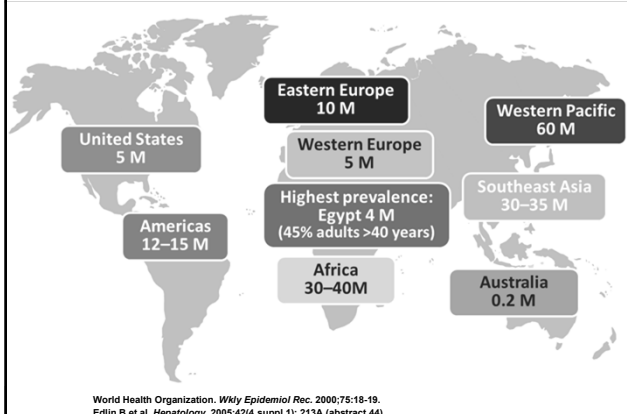 Eastern Europe
10 M
Western Pacific
60 M
United States
5 M
Western Europe
5 M
Highest prevalence:
Egypt 4 M
(45% adults >40 years)
Southeast Asia
30–35 M
Americas
12–15 M
Africa
30–40M
Australia
0.2 M
World Health Organization. Wkly Epidemiol Rec. 2000;75:18-19.
Edlin B et al. Hepatology. 2005;42(4 suppl 1): 213A (abstract 44)